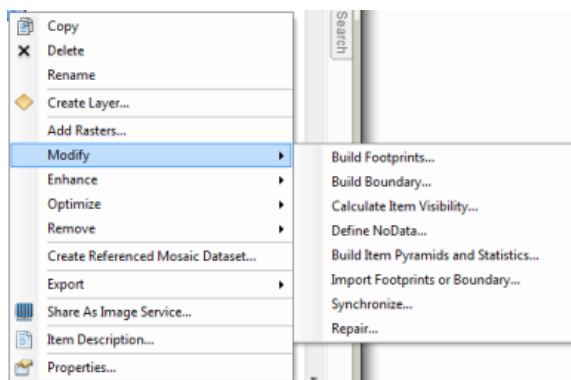 Copy
Delete
Rename
Create Layer...
Add Rasters...
Modify
Enhance
Optimize
Remove
Create Referenced Mosaic Dataset...
Export
Share As Image Service...
Item Description...
Properties...
Search
Build Footprints...
Build Boundary...
Calculate Item Visibility...
Define NoData...
Build Item Pyramids and Statistics...
Import Footprints or Boundary...
Synchronize...
Repair...